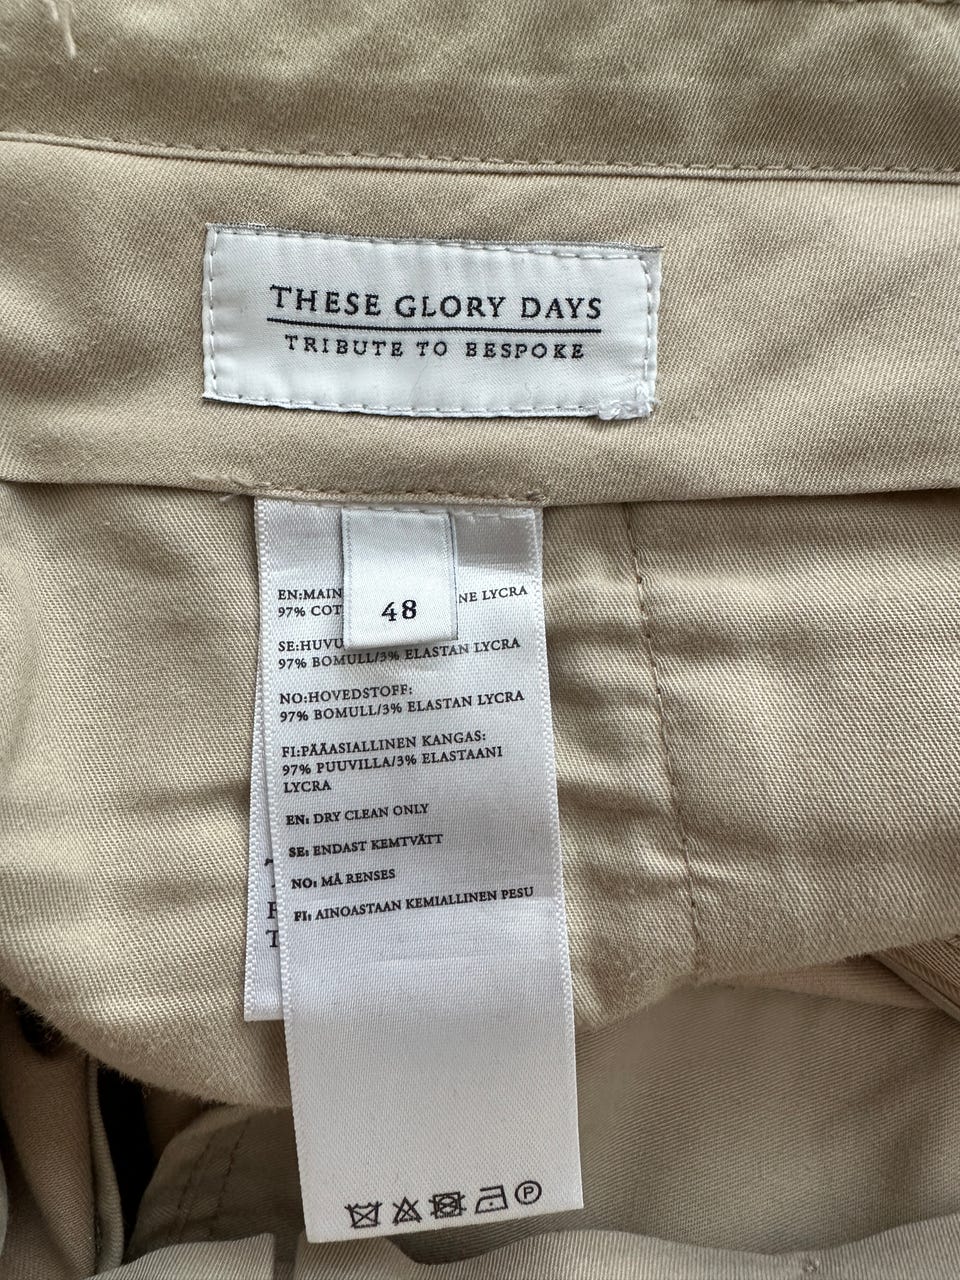 THESE GLORY DAYS
TRIBUTE TO BESPOKE
48
EN:MAIN NE LYCRA
97% COT
SE:HUVU
97% BOMULL/3% ELASTAN LYCRA
NO:HOVEDSTOFF:
97% BOMULL/3% ELASTAN LYCRA
FI:PÄÄASIALLINEN KANGAS:
97% PUUVILLA/3% ELASTAANI
LYCRA
EN: DRY CLEAN ONLY
SE: ENDAST KEMTVÄTT
NO: MÅ RENSES
FI: AINOASTAAN KEMIALLINEN PESU
P